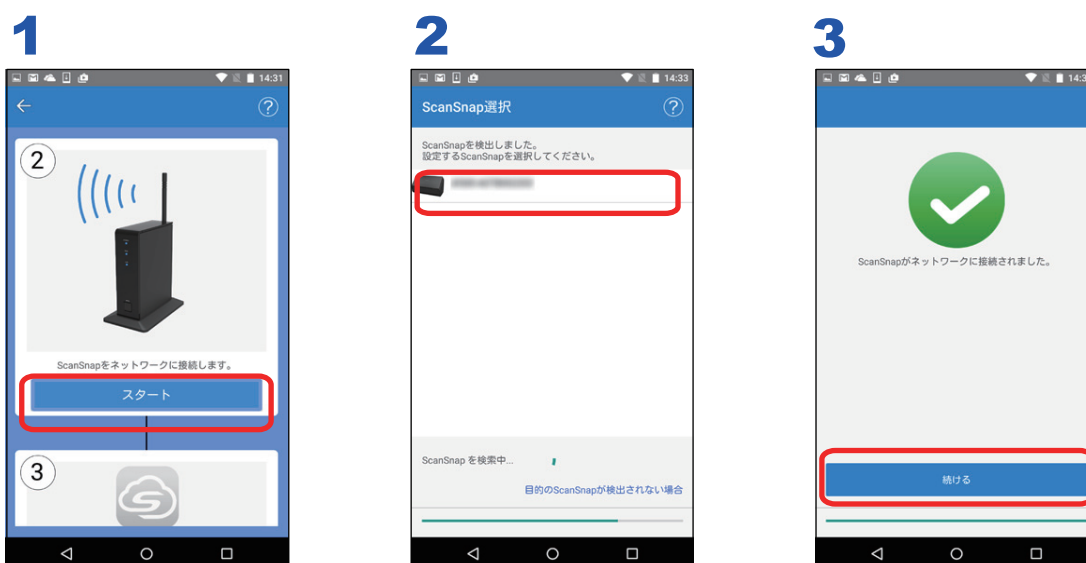 1
14:31
2
ScanSnapをネットワークに接続します。
スタート
3
2
14:33
ScanSnap選択
ScanSnapを検出しました。
設定するScanSnapを選択してください。
ScanSnap を検索中...
目的のScanSnapが検出されない場合
3
ScanSnapがネットワークに接続されました。
続ける